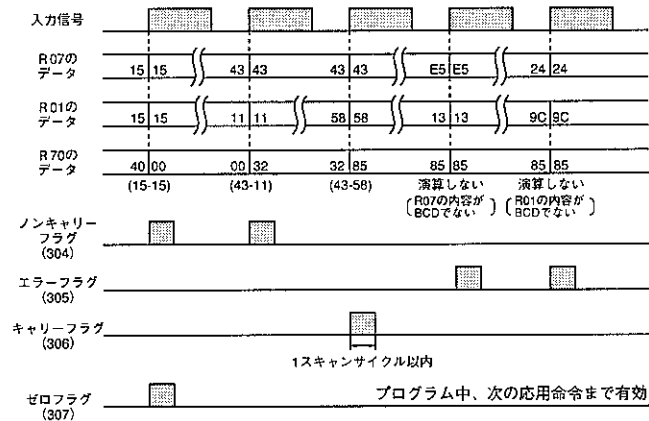 入力信号
R07の
データ
15 15 43 43 43 43 E5 E5 24 24
R01の
データ
15 15 11 11 58 58 13 13 9C 9C
R70の
データ
40 00 00 32 32 85 85 85 85 85
(15-15) (43-11) (43-58) 演算しない 演算しない
(R07の内容がBCDでない) (R01の内容がBCDでない)
ノンキャリー
フラグ
(304)
エラーフラグ
(305)
キャリーフラグ
(306)
1スキャンサイクル以内
ゼロフラグ
(307)
プログラム中、次の応用命令まで有効